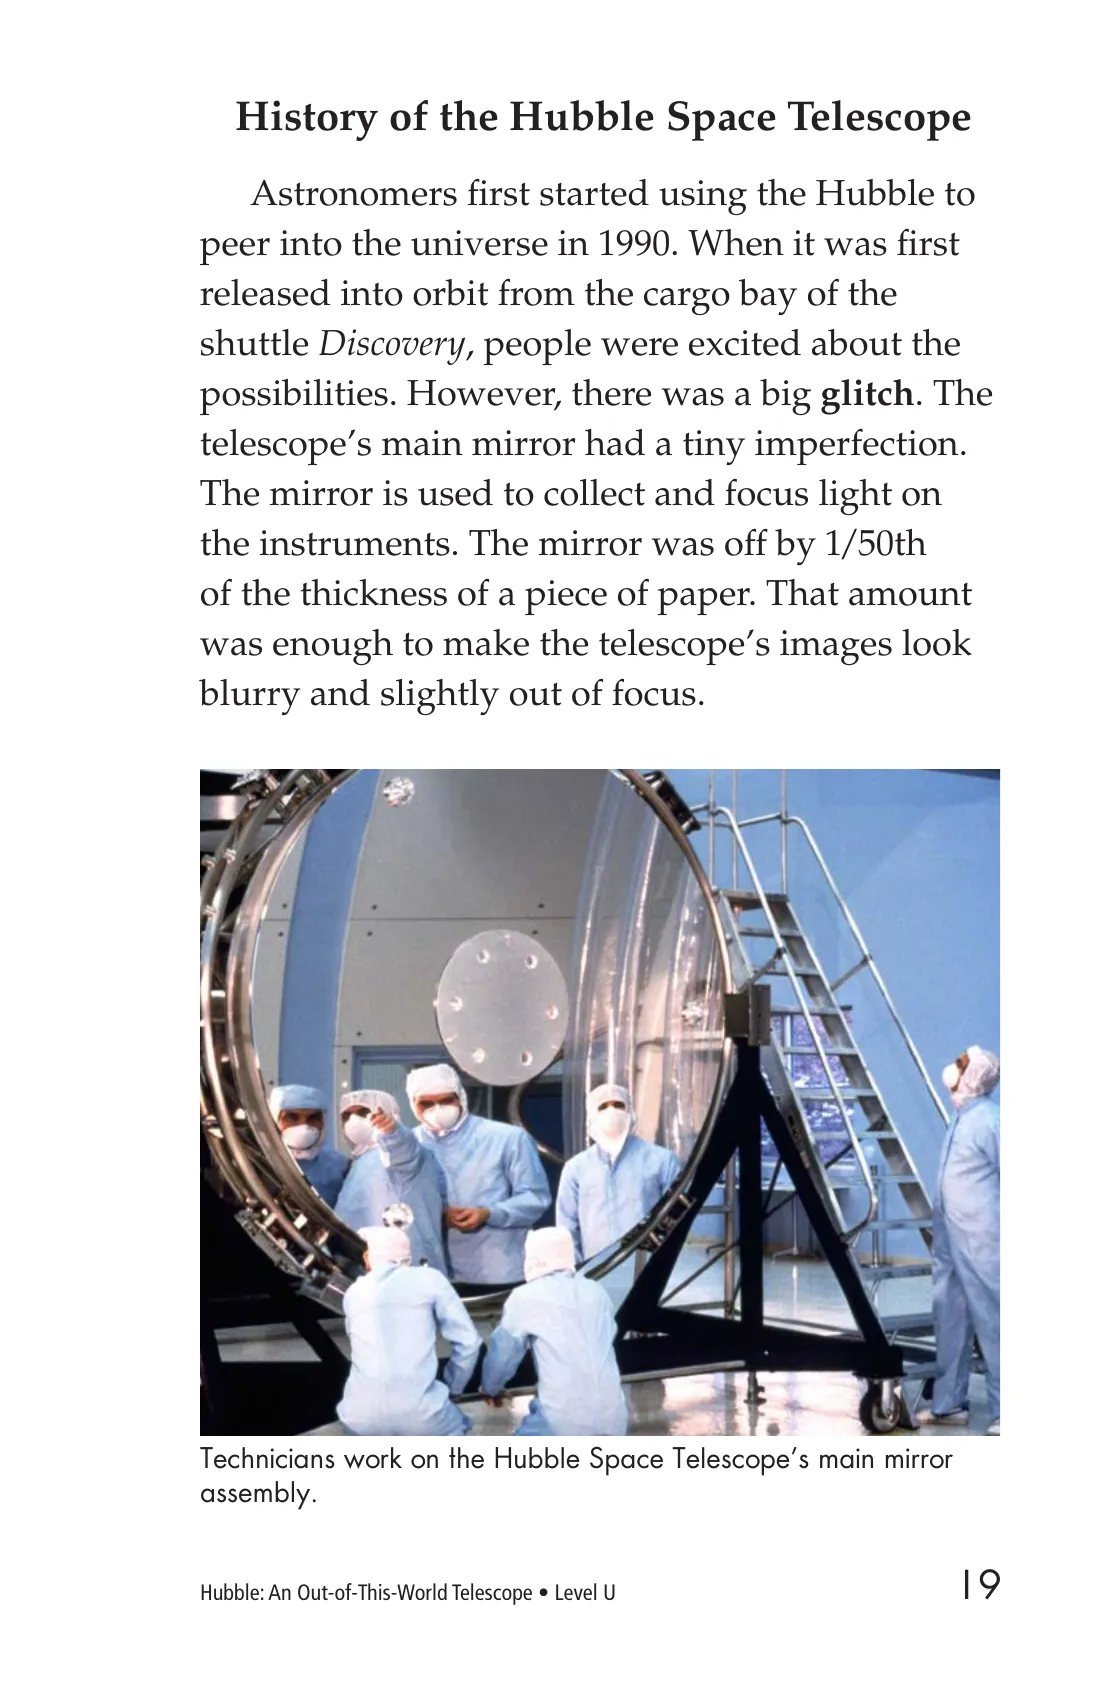 History of the Hubble Space Telescope
Astronomers first started using the Hubble to
peer into the universe in 1990. When it was first
released into orbit from the cargo bay of the
shuttle Discovery, people were excited about the
possibilities. However, there was a big glitch. The
telescope’s main mirror had a tiny imperfection.
The mirror is used to collect and focus light on
the instruments. The mirror was off by 1/50th
of the thickness of a piece of paper. That amount
was enough to make the telescope’s images look
blurry and slightly out of focus.
Technicians work on the Hubble Space Telescope’s main mirror
assembly.
Hubble: An Out-of-This-World Telescope • Level U
19